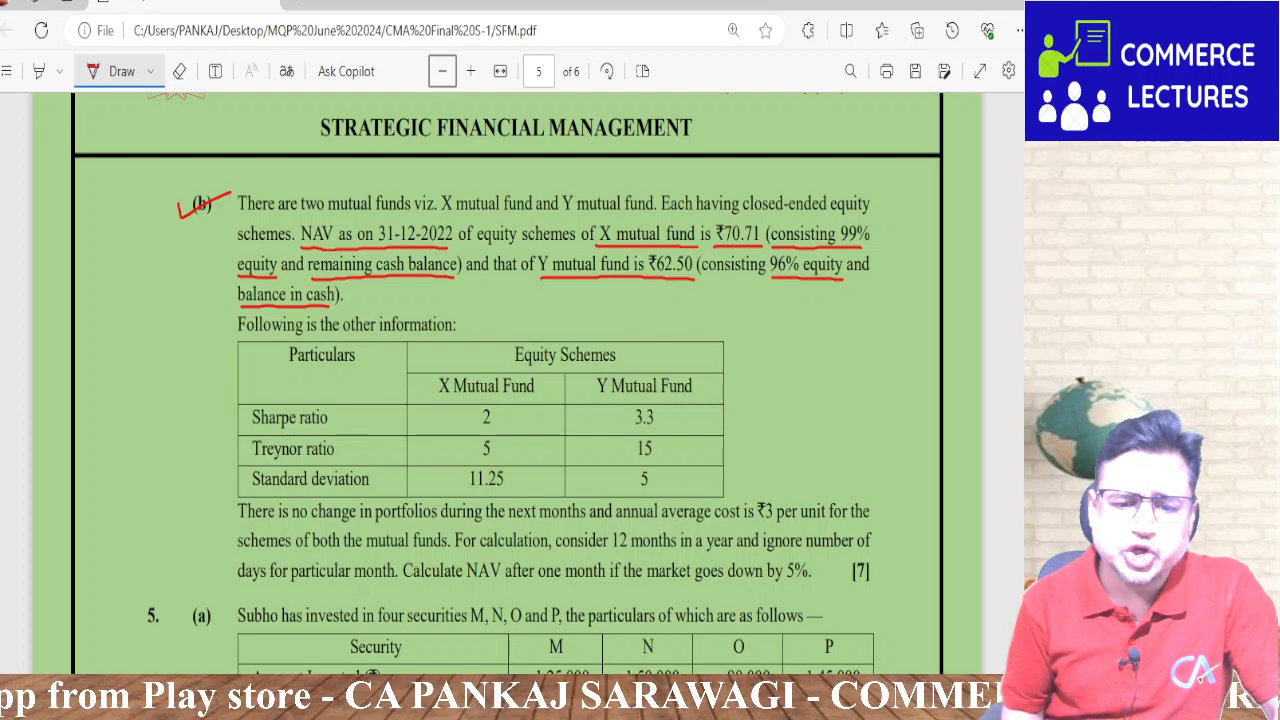 File
C:/Users/PANKAJ/Desktop/MQP%20June%202024/CMA%20Final%20S-1/SFM.pdf
Draw
Ask Copilot
5
of 6
COMMERCE
LECTURES
STRATEGIC FINANCIAL MANAGEMENT
(b) There are two mutual funds viz. X mutual fund and Y mutual fund. Each having closed-ended equity
schemes. NAV as on 31-12-2022 of equity schemes of X mutual fund is ₹70.71 (consisting 99%
equity and remaining cash balance) and that of Y mutual fund is ₹62.50 (consisting 96% equity and
balance in cash).
Following is the other information:
Particulars Equity Schemes
X Mutual Fund Y Mutual Fund
Sharpe ratio 2 3.3
Treynor ratio 5 15
Standard deviation 11.25 5
There is no change in portfolios during the next months and annual average cost is ₹3 per unit for the
schemes of both the mutual funds. For calculation, consider 12 months in a year and ignore number of
days for particular month. Calculate NAV after one month if the market goes down by 5%. [7]
5. (a) Subho has invested in four securities M, N, O and P, the particulars of which are as follows —
Security M N O P
pp from Play store - CA PANKAJ SARAWAGI - COMME
CA